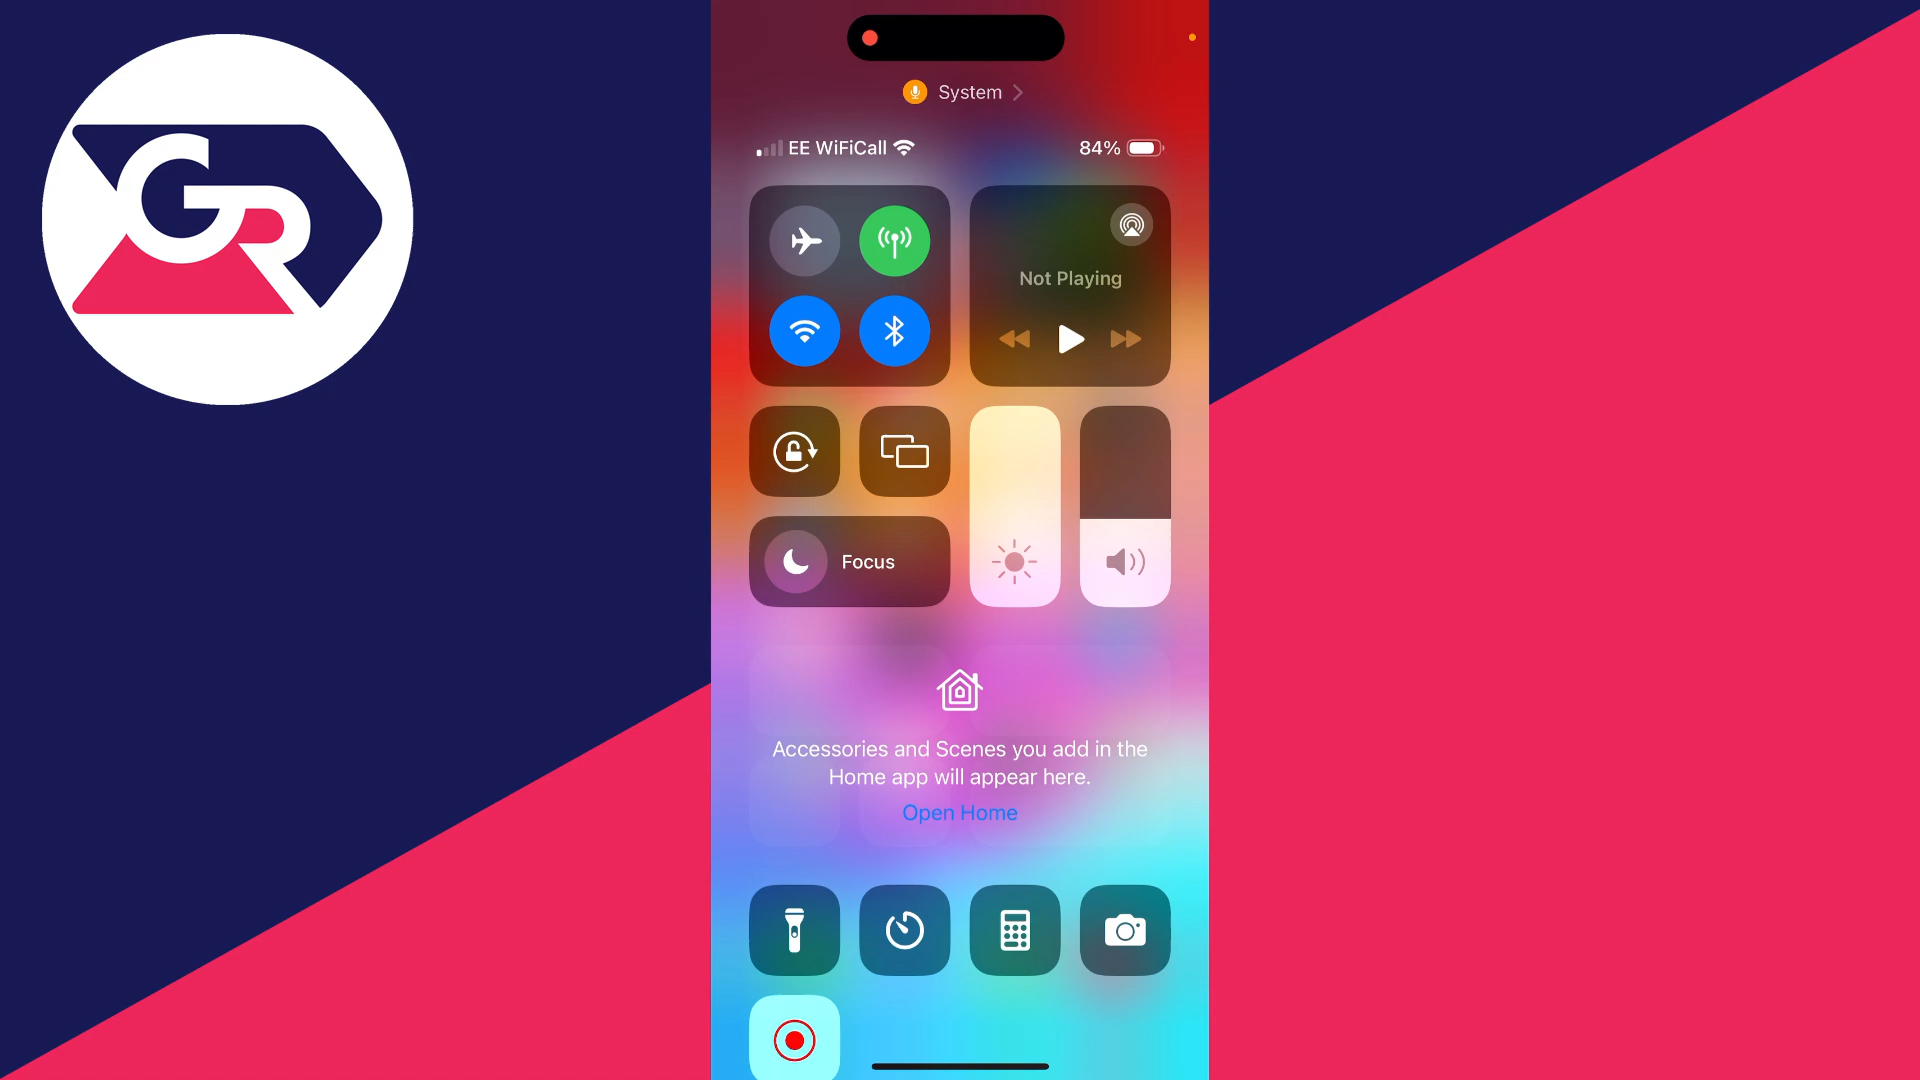 GR
System
EE WiFiCall
84%
Not Playing
Focus
Accessories and Scenes you add in the
Home app will appear here.
Open Home